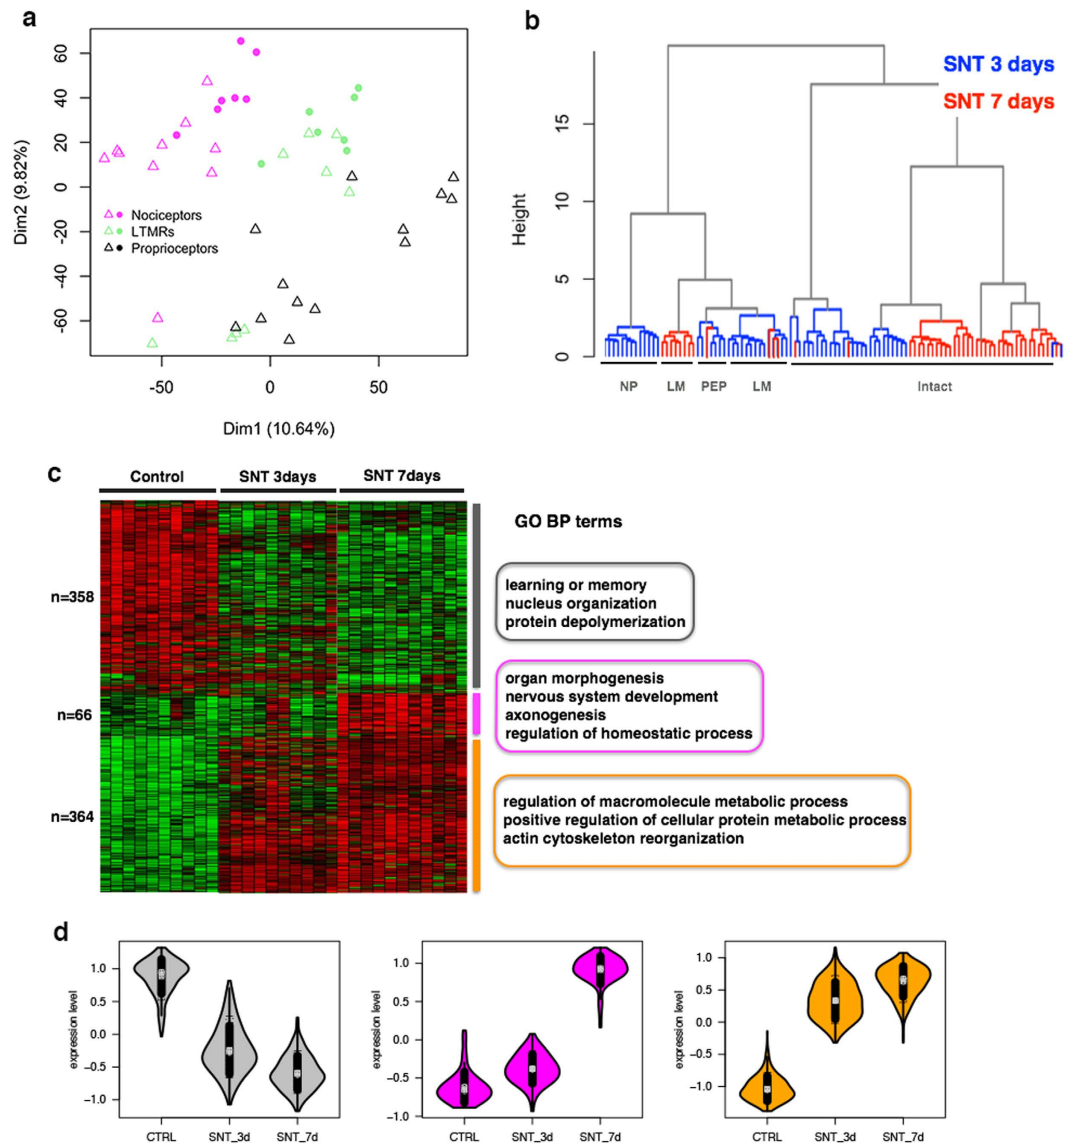 a
60
40
20
0
-20
-40
-60
Dim2 (9.82%)
Nociceptors
LTMRs
Proprioceptors
-50
0
50
Dim1 (10.64%)
b
SNT 3 days
SNT 7 days
15
10
5
0
Height
NP
LM
PEP
LM
Intact
c
Control
SNT 3days
SNT 7days
n=358
n=66
n=364
GO BP terms
learning or memory
nucleus organization
protein depolymerization
organ morphogenesis
nervous system development
axonogenesis
regulation of homeostatic process
regulation of macromolecule metabolic process
positive regulation of cellular protein metabolic process
actin cytoskeleton reorganization
d
expression level
1.0
0.5
0.0
-0.5
-1.0
CTRL
SNT_3d
SNT_7d
expression level
1.0
0.5
0.0
-0.5
-1.0
CTRL
SNT_3d
SNT_7d
expression level
1.0
0.5
0.0
-0.5
-1.0
CTRL
SNT_3d
SNT_7d